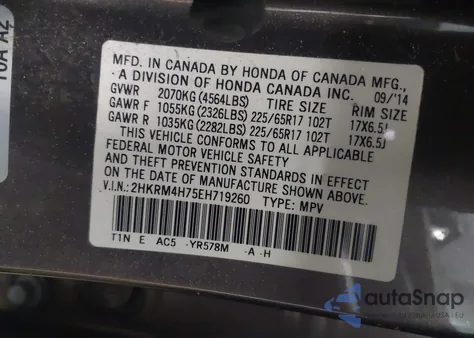 10A A2
MFD. IN CANADA BY HONDA OF CANADA MFG.,
A DIVISION OF HONDA CANADA INC. 09/'14
GVWR 2070KG (4564LBS) TIRE SIZE RIM SIZE
GAWR F 1055KG (2326LBS) 225/65R17 102T 17X6.5J
GAWR R 1035KG (2282LBS) 225/65R17 102T 17X6.5J
THIS VEHICLE CONFORMS TO ALL APPLICABLE
FEDERAL MOTOR VEHICLE SAFETY
AND THEFT PREVENTION STANDARDS IN EFFECT
ON THE DATE OF MANUFACTURE SHOWN ABOVE.
V.I.N.: 2HKRM4H75EH719260 TYPE: MPV
T1N E AC5 -YR578M -A -H
autaSnap